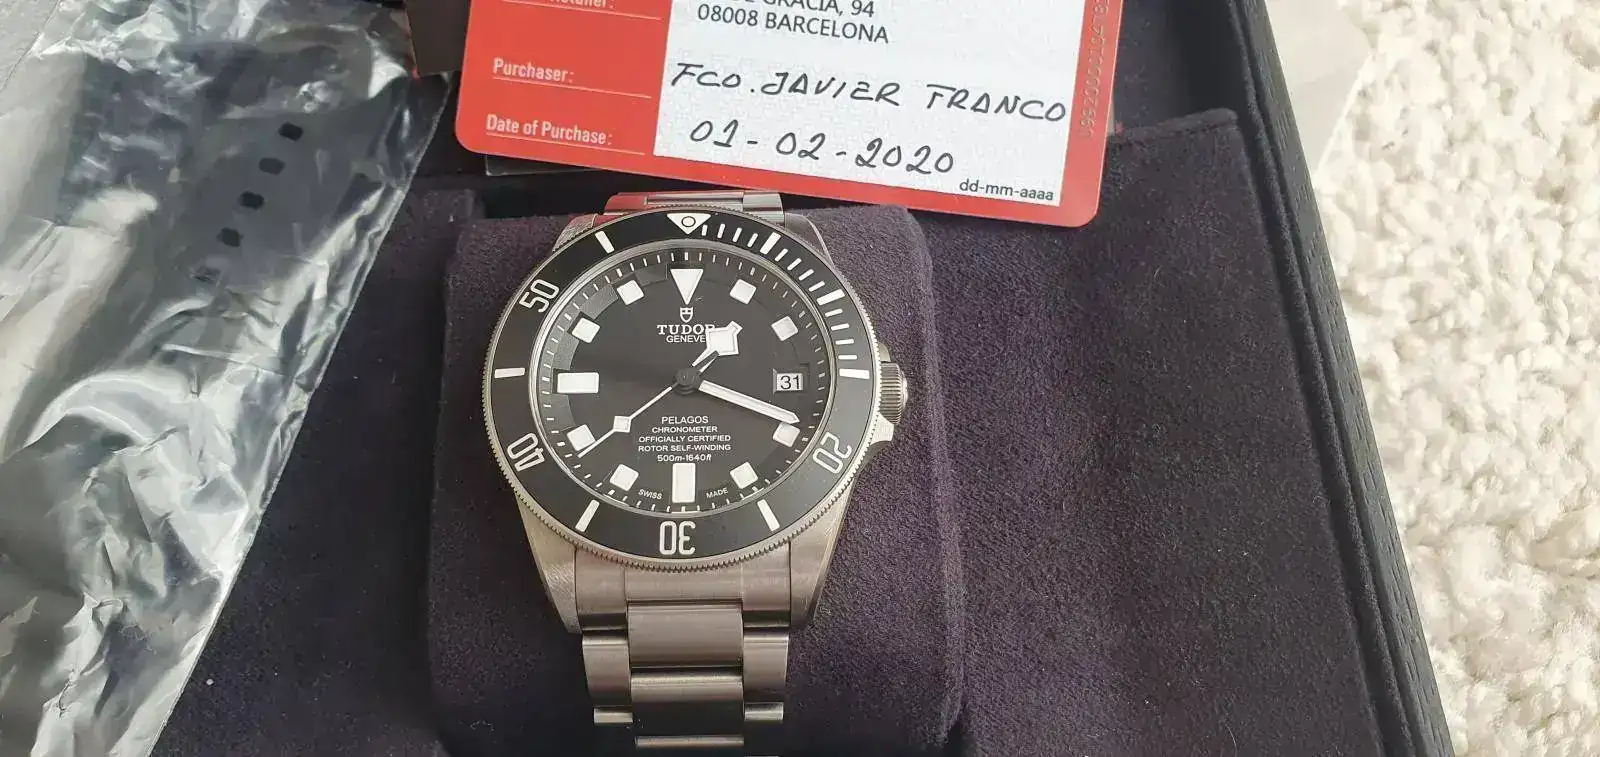 GRACIA, 94
08008 BARCELONA
Purchaser:
FCO. JAVIER FRANCO
Date of Purchase:
01-02-2020
dd-mm-aaaa
50
40
30
20
TUDOR
GENEVE
31
PELAGOS
CHRONOMETER
OFFICIALLY CERTIFIED
ROTOR SELF-WINDING
500m-1640ft
SWISS MADE